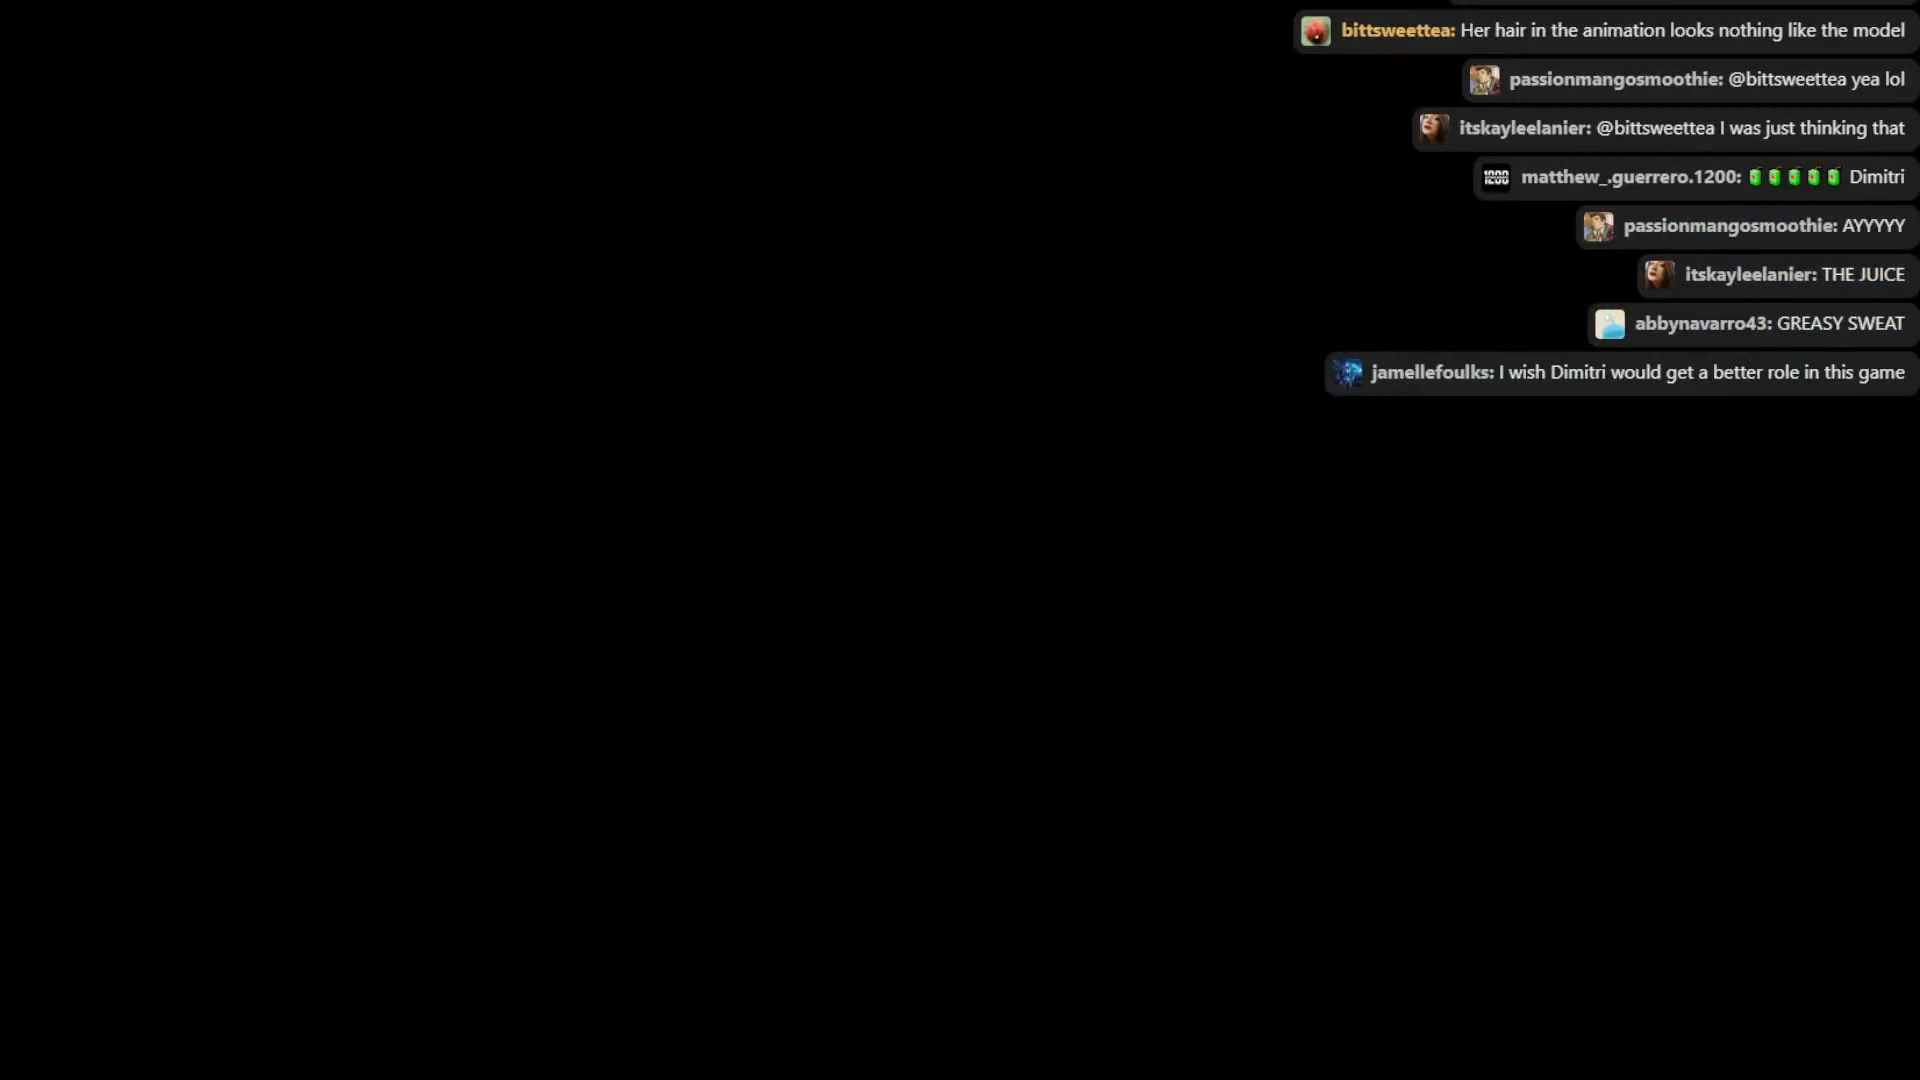 bittsweettea: Her hair in the animation looks nothing like the model
passionmangosmoothie: @bittsweettea yea lol
itskayleelanier: @bittsweettea I was just thinking that
1200 matthew_.guerrero.1200: 🧃🧃🧃🧃🧃 Dimitri
passionmangosmoothie: AYYYYY
itskayleelanier: THE JUICE
abbynavarro43: GREASY SWEAT
jamellefoulks: I wish Dimitri would get a better role in this game